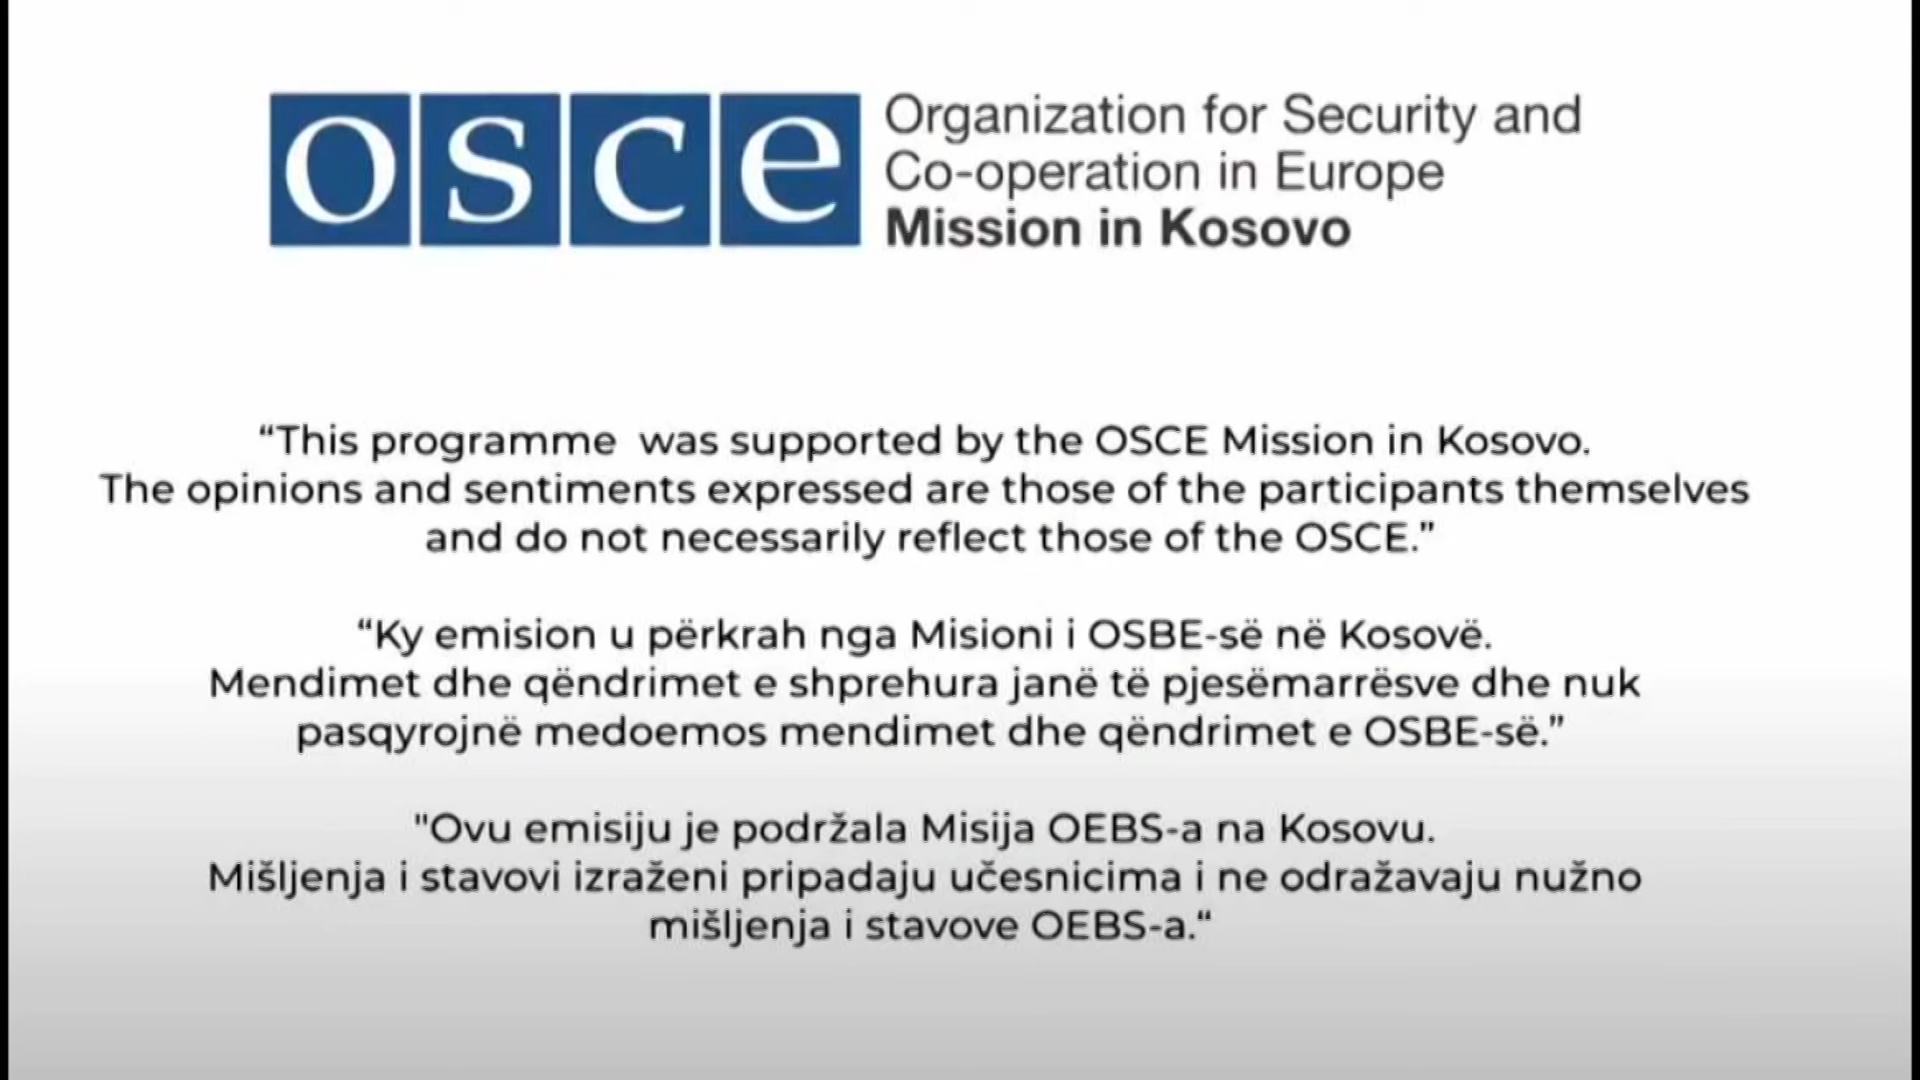 osce
Organization for Security and
Co-operation in Europe
Mission in Kosovo
“This programme  was supported by the OSCE Mission in Kosovo.
The opinions and sentiments expressed are those of the participants themselves
and do not necessarily reflect those of the OSCE.”
“Ky emision u përkrah nga Misioni i OSBE-së në Kosovë.
Mendimet dhe qëndrimet e shprehura janë të pjesëmarrësve dhe nuk
pasqyrojnë medoemos mendimet dhe qëndrimet e OSBE-së.”
"Ovu emisiju je podržala Misija OEBS-a na Kosovu.
Mišljenja i stavovi izraženi pripadaju učesnicima i ne odražavaju nužno
mišljenja i stavove OEBS-a.“